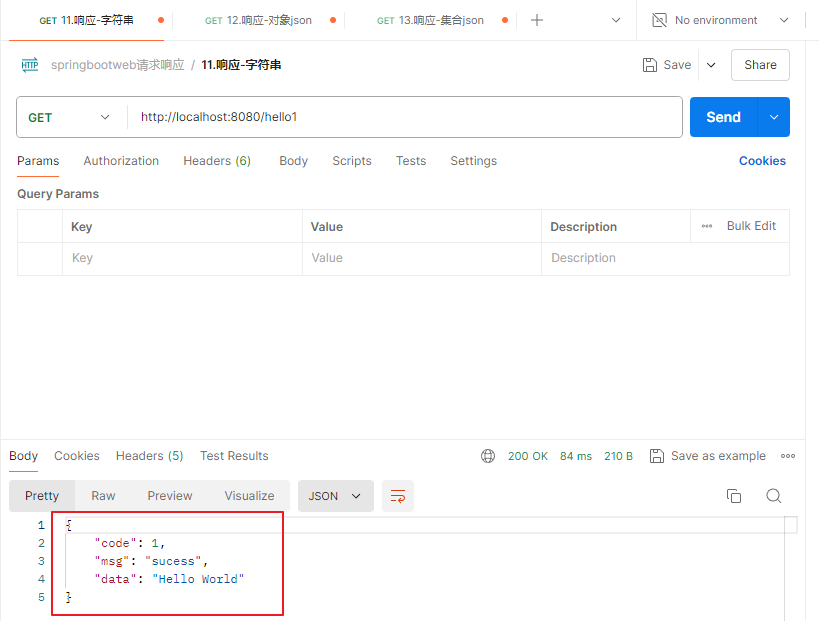 GET 11.响应-字符串 GET 12.响应-对象json GET 13.响应-集合json No environment
HTTP springbootweb请求响应 / 11.响应-字符串 Save Share
GET http://localhost:8080/hello1 Send
Params Authorization Headers (6) Body Scripts Tests Settings Cookies
Query Params
Key Value Description Bulk Edit
Key Value Description
Body Cookies Headers (5) Test Results 200 OK 84 ms 210 B Save as example
Pretty Raw Preview Visualize JSON
1 {
2 "code": 1,
3 "msg": "sucess",
4 "data": "Hello World"
5 }